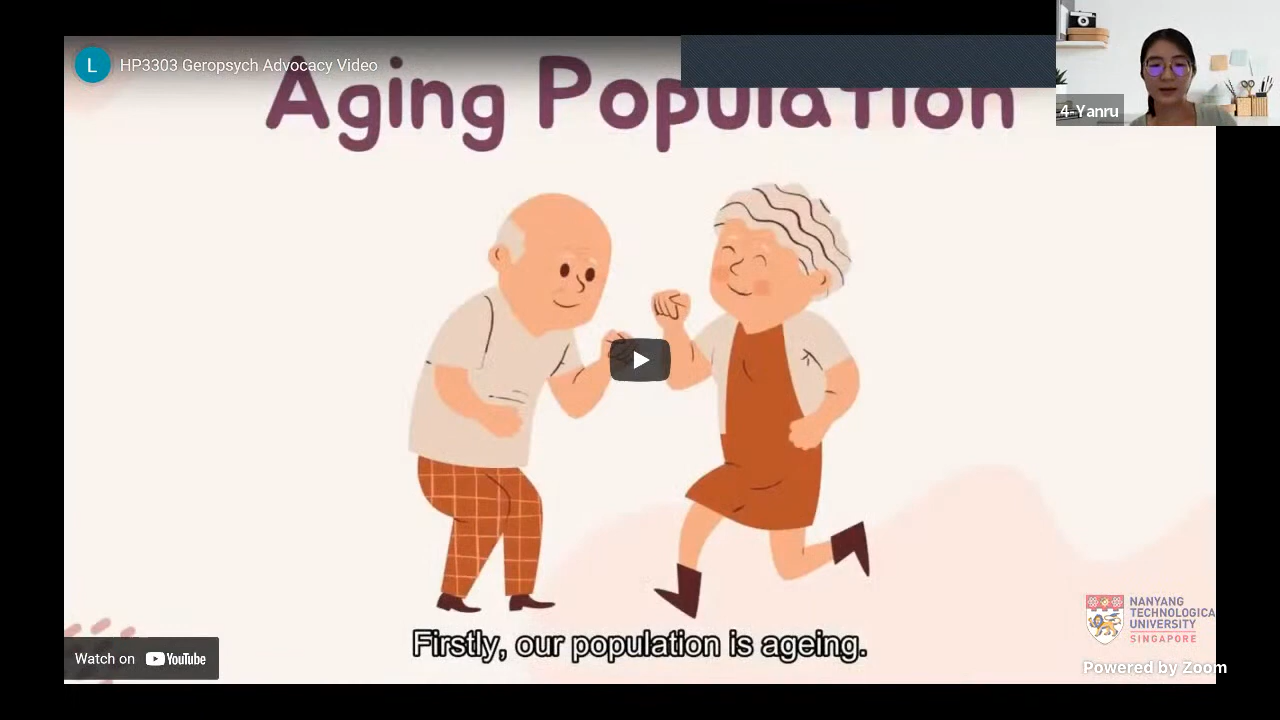 L HP3303 Geropsych Advocacy Video
Aging Population
4- Yanru
Firstly, our population is ageing.
Watch on YouTube
NANYANG
TECHNOLOGICA
UNIVERSITY
SINGAPORE
Powered by Zoom